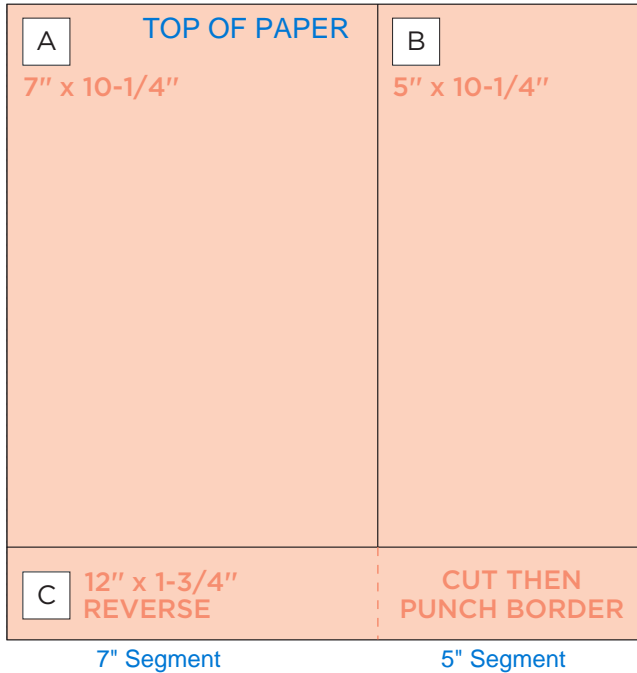 A
TOP OF PAPER
7" x 10-1/4"
B
5" x 10-1/4"
C
12" x 1-3/4"
REVERSE
CUT THEN
PUNCH BORDER
7" Segment
5" Segment